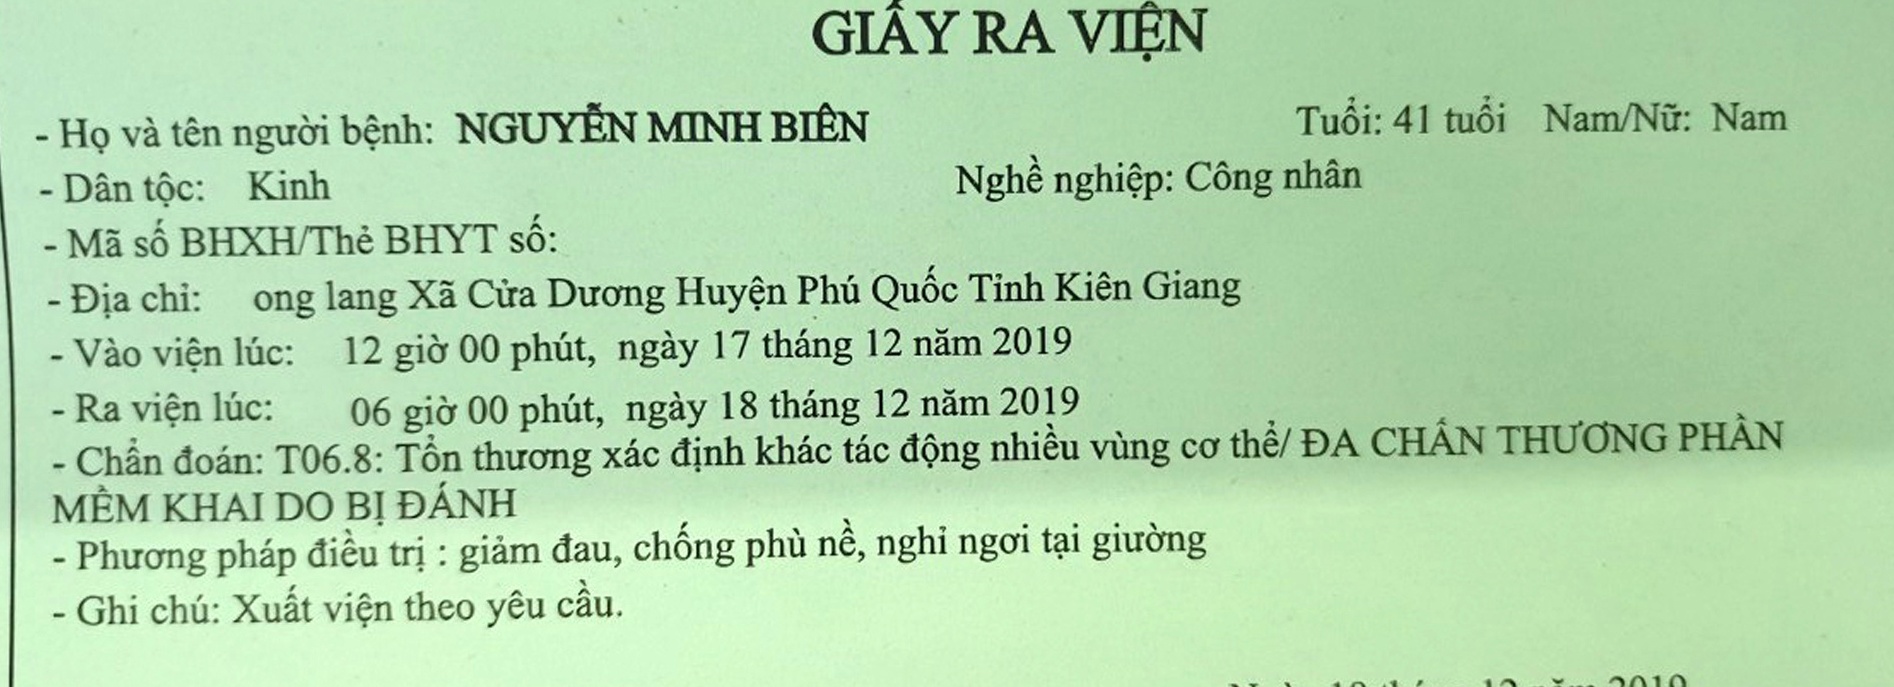 GIẤY RA VIỆN
- Họ và tên người bệnh: NGUYỄN MINH BIÊN Tuổi: 41 tuổi Nam/Nữ: Nam
- Dân tộc: Kinh Nghề nghiệp: Công nhân
- Mã số BHXH/Thẻ BHYT số:
- Địa chỉ: ong lang Xã Cửa Dương Huyện Phú Quốc Tỉnh Kiên Giang
- Vào viện lúc: 12 giờ 00 phút, ngày 17 tháng 12 năm 2019
- Ra viện lúc: 06 giờ 00 phút, ngày 18 tháng 12 năm 2019
- Chẩn đoán: T06.8: Tổn thương xác định khác tác động nhiều vùng cơ thể/ ĐA CHẤN THƯƠNG PHẦN
MỀM KHAI DO BỊ ĐÁNH
- Phương pháp điều trị : giảm đau, chống phù nề, nghỉ ngơi tại giường
- Ghi chú: Xuất viện theo yêu cầu.
năm 2019